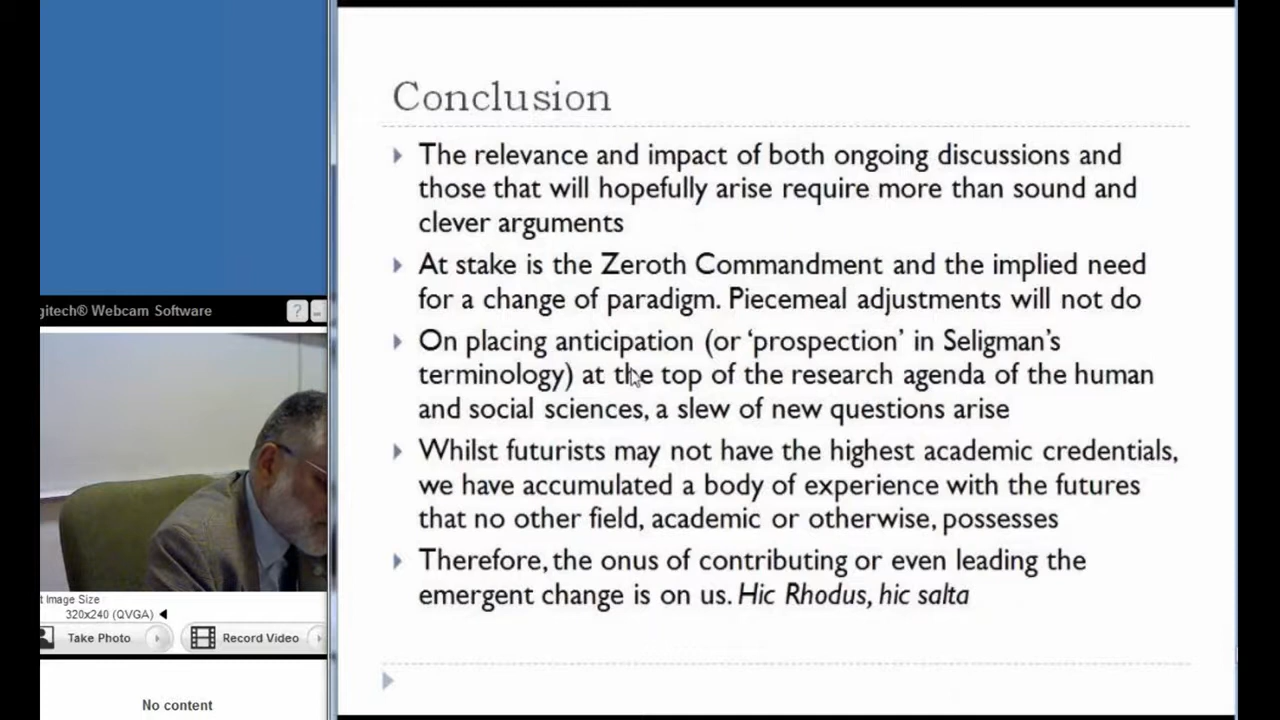 Conclusion
The relevance and impact of both ongoing discussions and
those that will hopefully arise require more than sound and
clever arguments
At stake is the Zeroth Commandment and the implied need
for a change of paradigm. Piecemeal adjustments will not do
On placing anticipation (or ‘prospection’ in Seligman’s
terminology) at the top of the research agenda of the human
and social sciences, a slew of new questions arise
Whilst futurists may not have the highest academic credentials,
we have accumulated a body of experience with the futures
that no other field, academic or otherwise, possesses
Therefore, the onus of contributing or even leading the
emergent change is on us. Hic Rhodus, hic salta
gitech® Webcam Software
t Image Size
320x240 (QVGA)
Take Photo
Record Video
No content